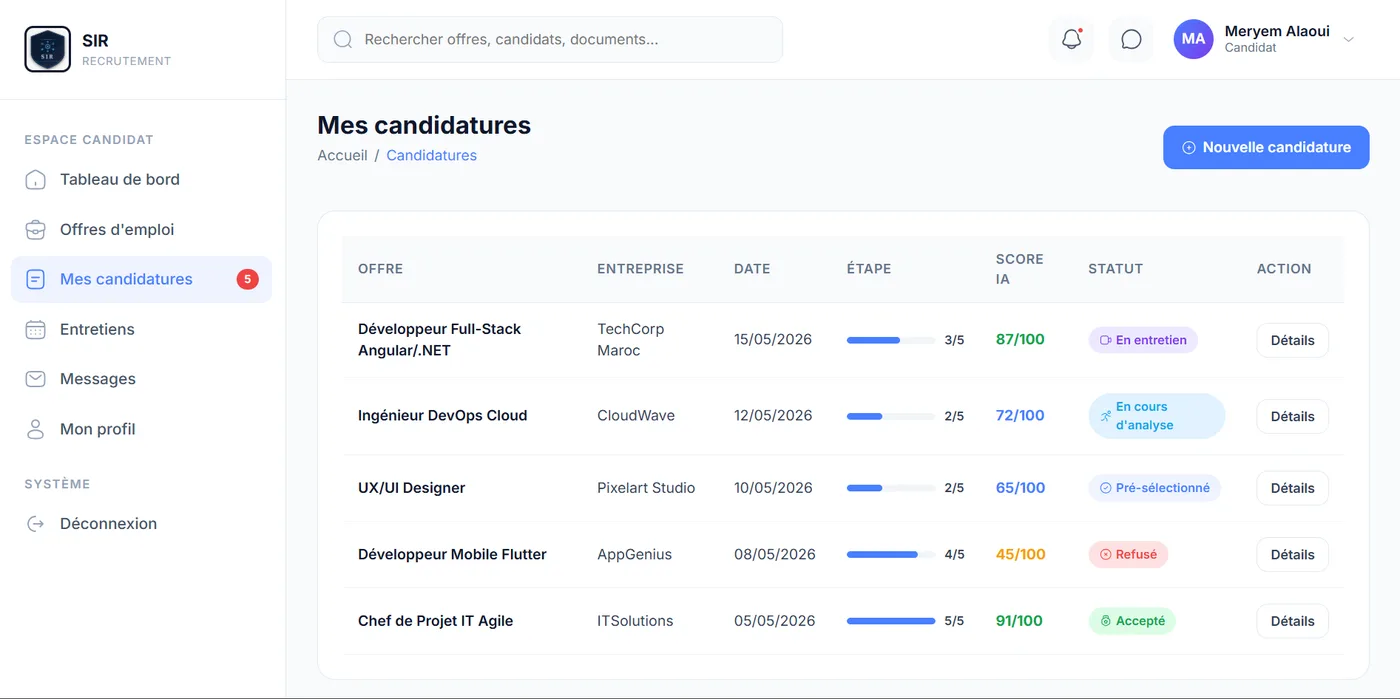 SIR
SIR
RECRUTEMENT
Rechercher offres, candidats, documents...
MA
Meryem Alaoui
Candidat
ESPACE CANDIDAT
Tableau de bord
Offres d'emploi
Mes candidatures
5
Entretiens
Messages
Mon profil
SYSTÈME
Déconnexion
Mes candidatures
Accueil / Candidatures
Nouvelle candidature
OFFRE ENTREPRISE DATE ÉTAPE SCORE IA STATUT ACTION
Développeur Full-Stack Angular/.NET TechCorp Maroc 15/05/2026 3/5 87/100 En entretien Détails
Ingénieur DevOps Cloud CloudWave 12/05/2026 2/5 72/100 En cours d'analyse Détails
UX/UI Designer Pixelart Studio 10/05/2026 2/5 65/100 Pré-sélectionné Détails
Développeur Mobile Flutter AppGenius 08/05/2026 4/5 45/100 Refusé Détails
Chef de Projet IT Agile ITSolutions 05/05/2026 5/5 91/100 Accepté Détails